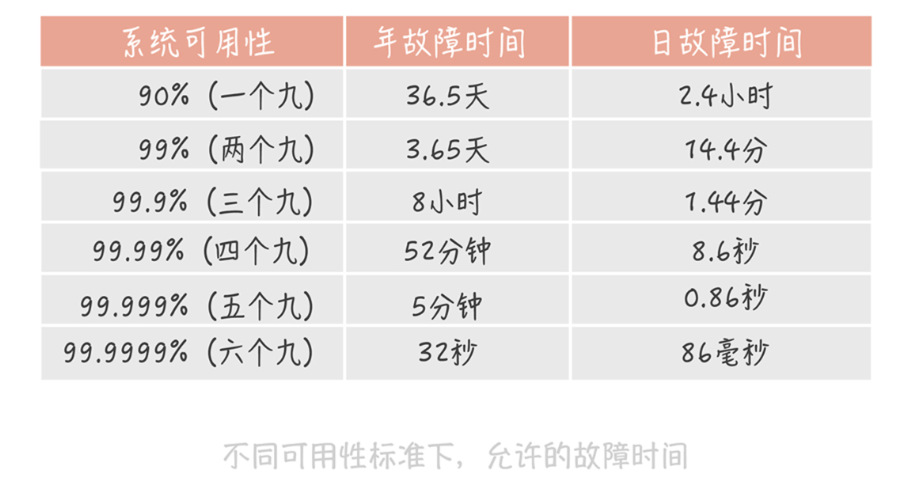 系统可用性 年故障时间 日故障时间
90%（一个九） 36.5天 2.4小时
99%（两个九） 3.65天 14.4分
99.9%（三个九） 8小时 1.44分
99.99%（四个九） 52分钟 8.6秒
99.999%（五个九） 5分钟 0.86秒
99.9999%（六个九） 32秒 86毫秒
不同可用性标准下，允许的故障时间